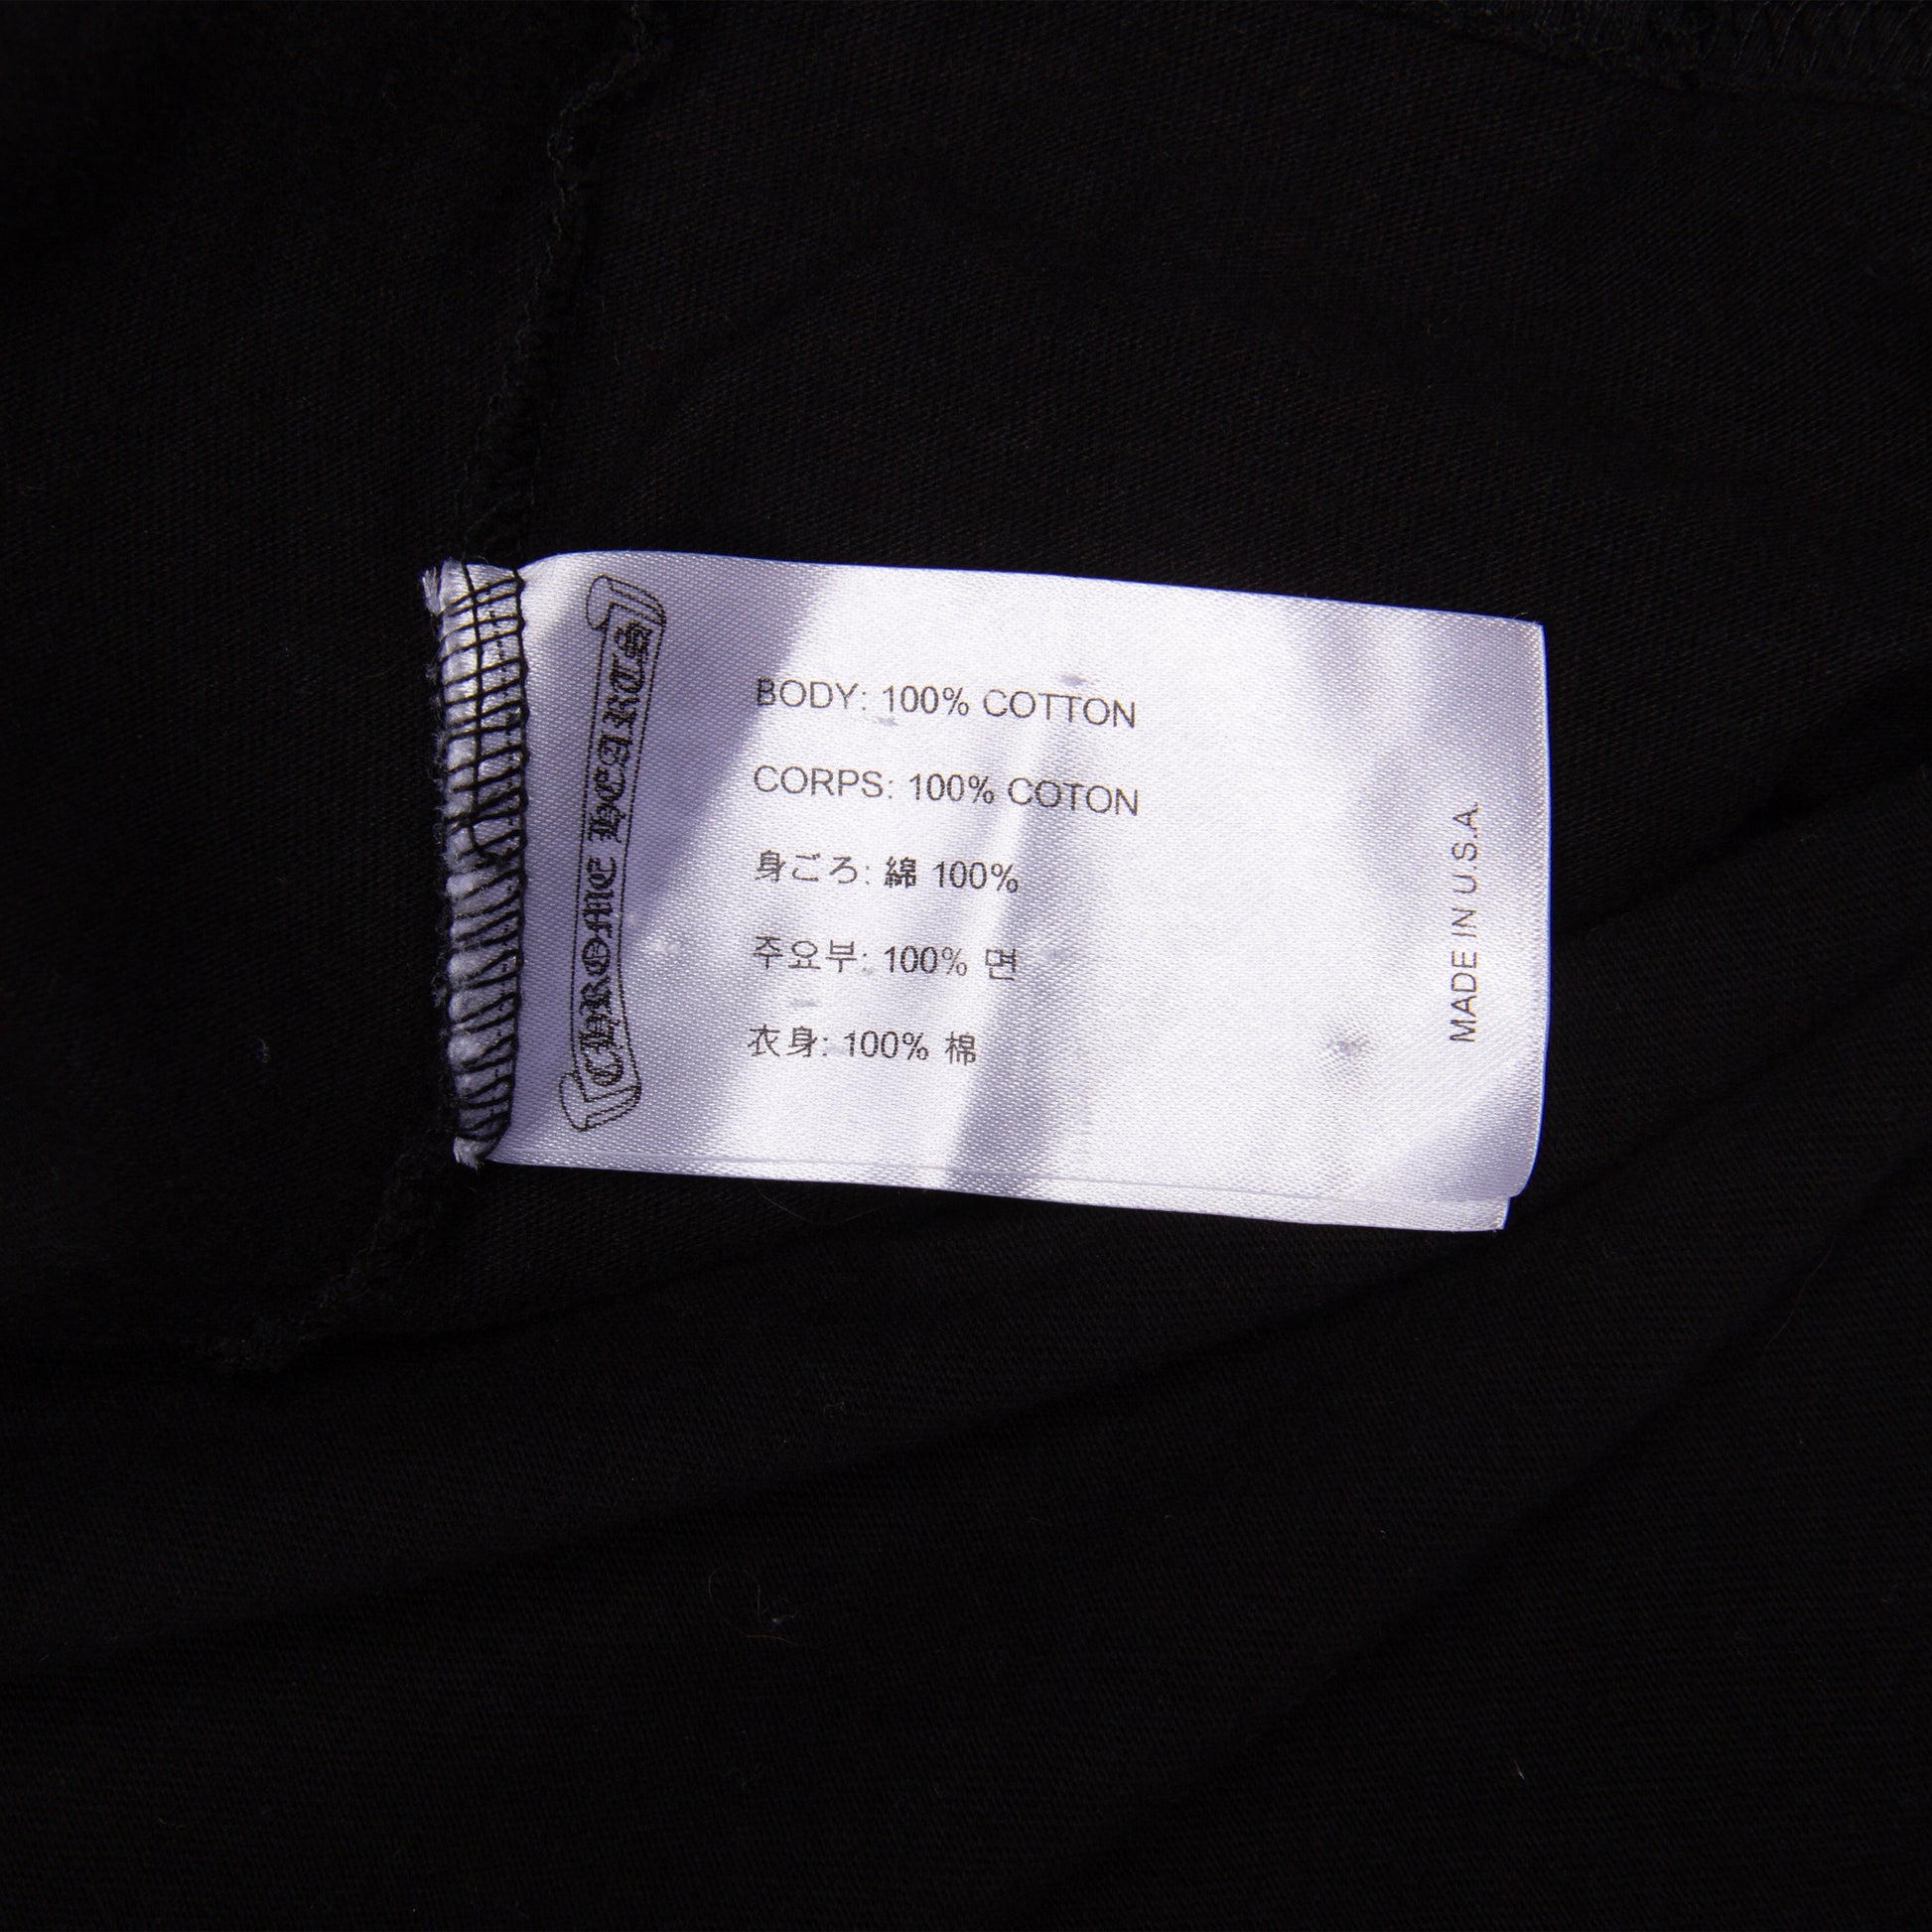 CHROME HEARTS
BODY: 100% COTTON
CORPS: 100% COTON
身ごろ: 綿 100%
주요부: 100% 면
衣身: 100% 棉
MADE IN U.S.A.